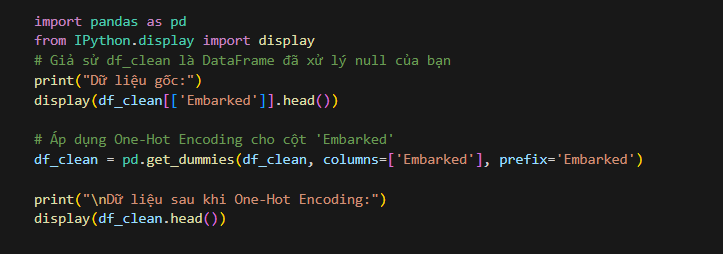 import pandas as pd
from IPython.display import display
# Giả sử df_clean là DataFrame đã xử lý null của bạn
print("Dữ liệu gốc:")
display(df_clean[['Embarked']].head())
# Áp dụng One-Hot Encoding cho cột 'Embarked'
df_clean = pd.get_dummies(df_clean, columns=['Embarked'], prefix='Embarked')
print("\nDữ liệu sau khi One-Hot Encoding:")
display(df_clean.head())